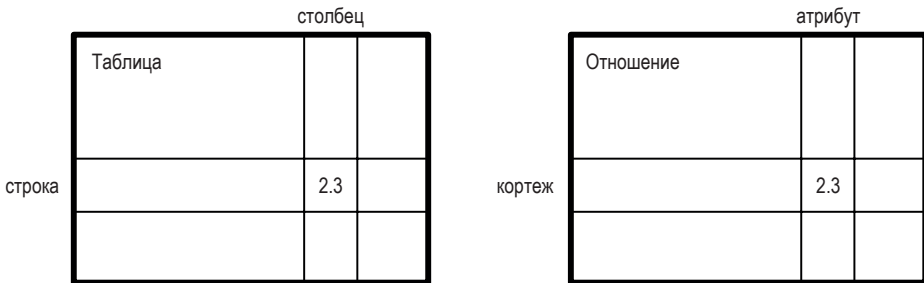 столбец
Таблица
строка
2.3
атрибут
Отношение
кортеж
2.3